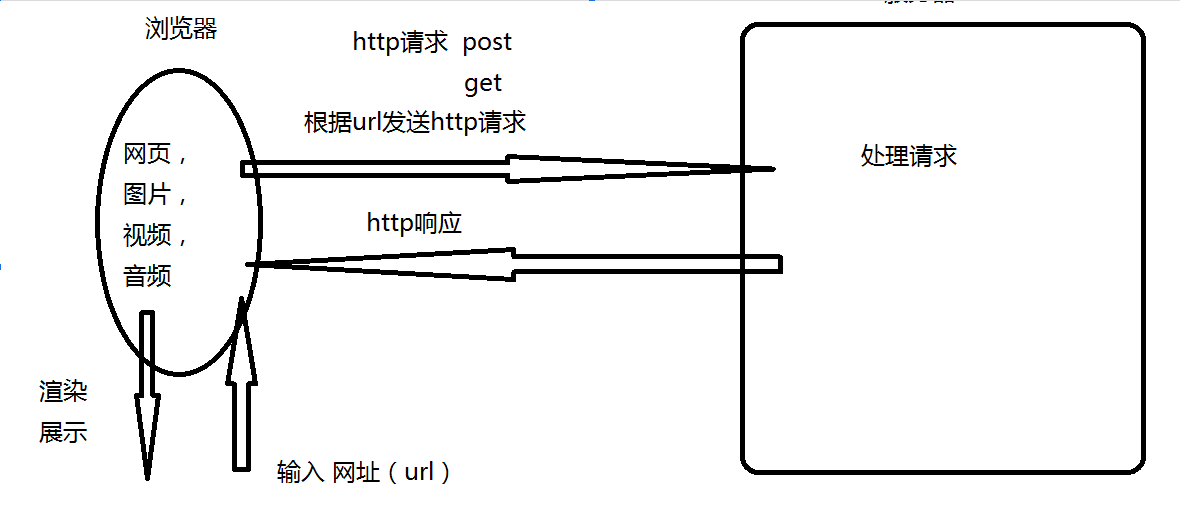 浏览器
http请求 post
get
根据url发送http请求
网页，
图片，
视频，
音频
处理请求
http响应
渲染
展示
输入 网址（url）